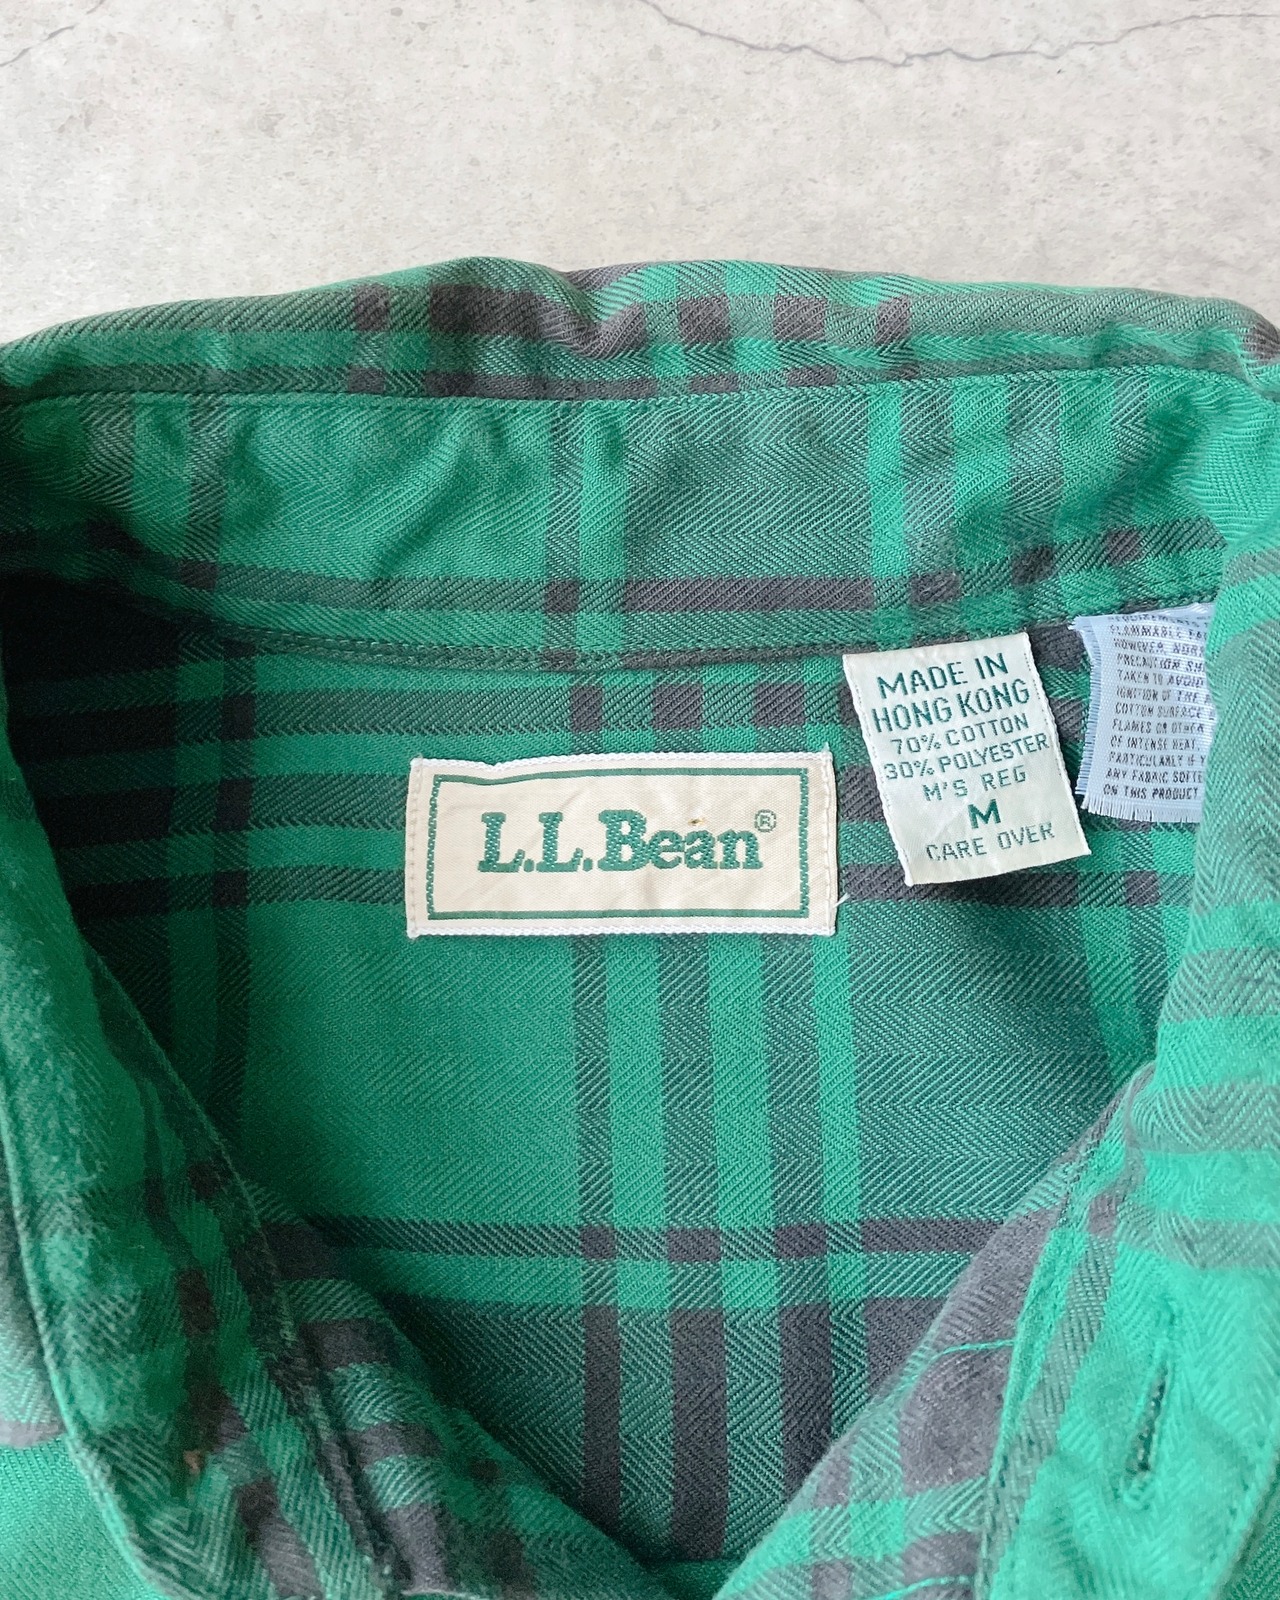 L.L.Bean®
MADE IN
HONG KONG
70% COTTON
30% POLYESTER
M'S REG
M
CARE OVER
REQUIREMENTS
FLAMMABLE
HOWEVER,
PRECAUTION
TAKEN TO AVOID
IGNITION OF THE
COTTON SURFACE
FLAMES OR OTHER
OF INTENSE HEAT
PARTICULARLY IF
ANY FABRIC
ON THIS PRODUCT